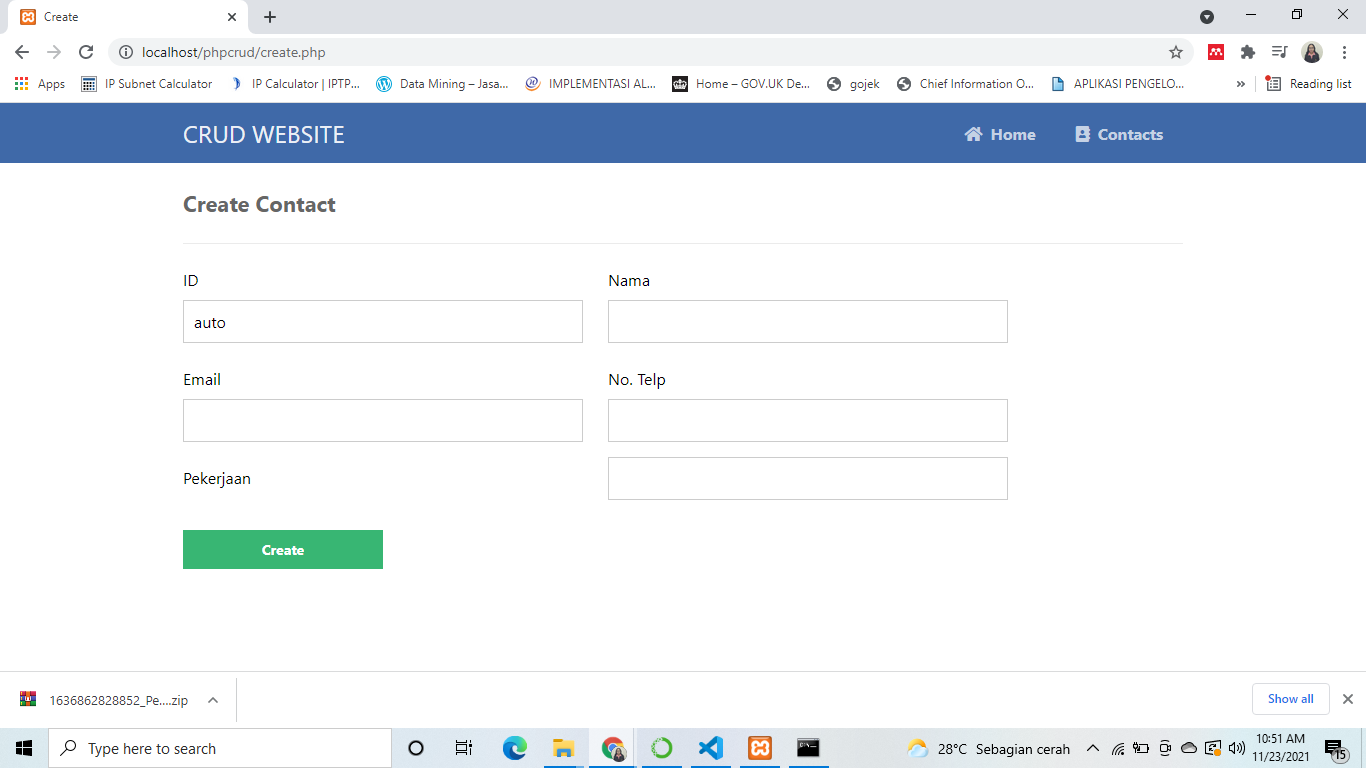 Create
localhost/phpcrud/create.php
Apps IP Subnet Calculator IP Calculator | IPTP... Data Mining – Jasa... IMPLEMENTASI AL... Home – GOV.UK De... gojek Chief Information O... APLIKASI PENGELO... » Reading list
CRUD WEBSITE Home Contacts
Create Contact
ID Nama
auto
Email No. Telp
Pekerjaan
Create
1636862828852_Pe....zip Show all
Type here to search 28°C Sebagian cerah 10:51 AM
11/23/2021 15